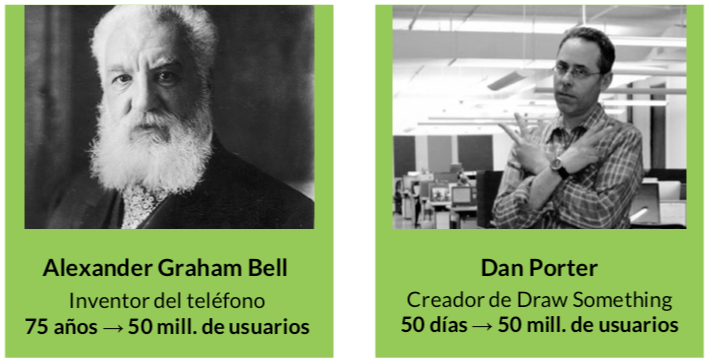 Alexander Graham Bell
Inventor del teléfono
75 años → 50 mill. de usuarios
Dan Porter
Creador de Draw Something
50 días → 50 mill. de usuarios